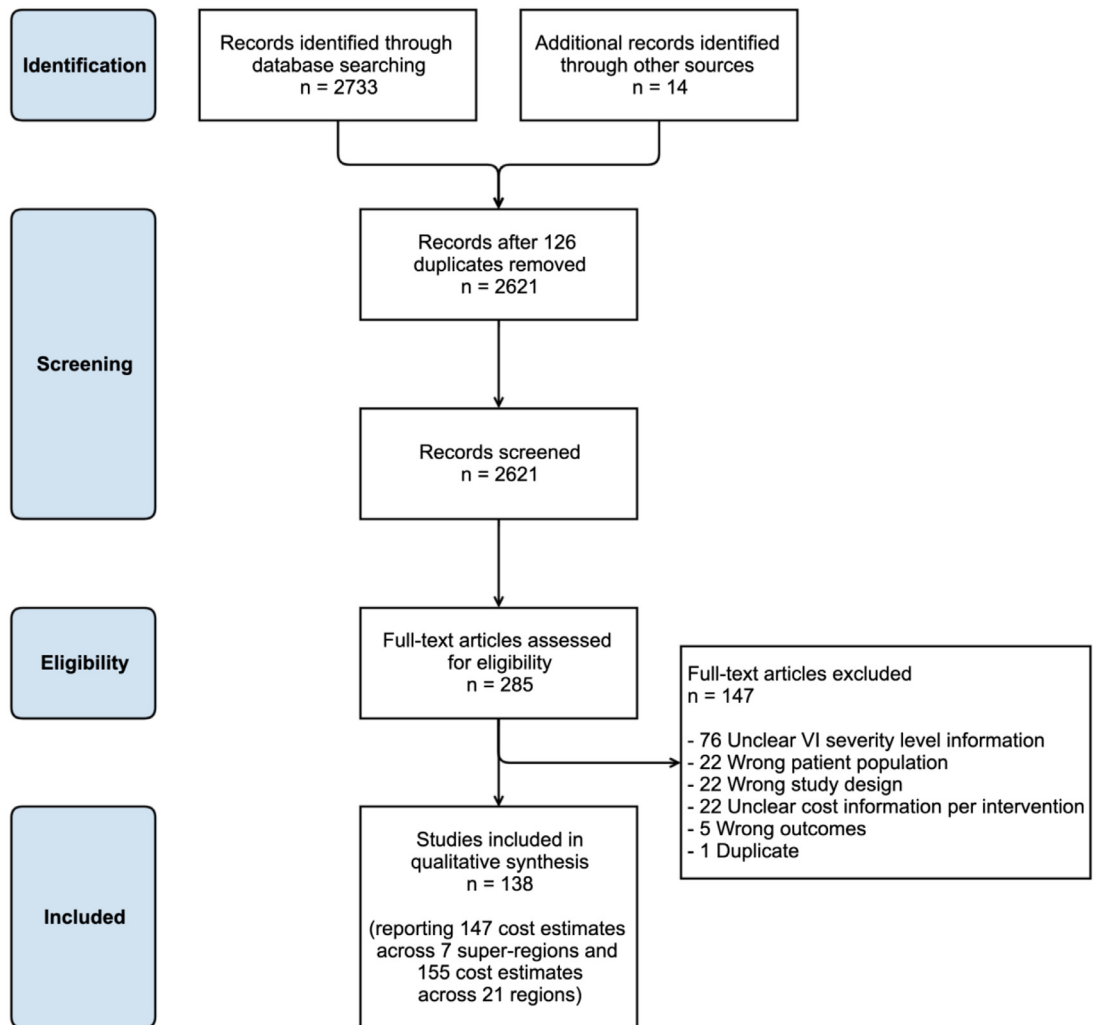 Identification
Records identified through
database searching
n = 2733
Additional records identified
through other sources
n = 14
Screening
Records after 126
duplicates removed
n = 2621
Records screened
n = 2621
Eligibility
Full-text articles assessed
for eligibility
n = 285
Full-text articles excluded
n = 147
- 76 Unclear VI severity level information
- 22 Wrong patient population
- 22 Wrong study design
- 22 Unclear cost information per intervention
- 5 Wrong outcomes
- 1 Duplicate
Included
Studies included in
qualitative synthesis
n = 138
(reporting 147 cost estimates
across 7 super-regions and
155 cost estimates
across 21 regions)